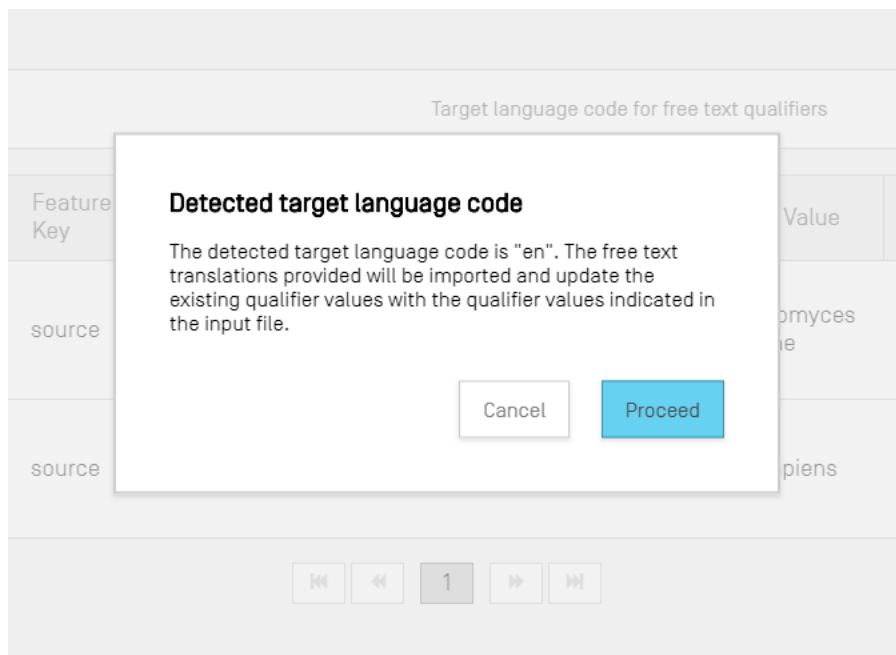 Target language code for free text qualifiers
Feature
Key
Value
Detected target language code
The detected target language code is "en". The free text
translations provided will be imported and update the
existing qualifier values with the qualifier values indicated in
the input file.
source
Cancel
Proceed
source
1